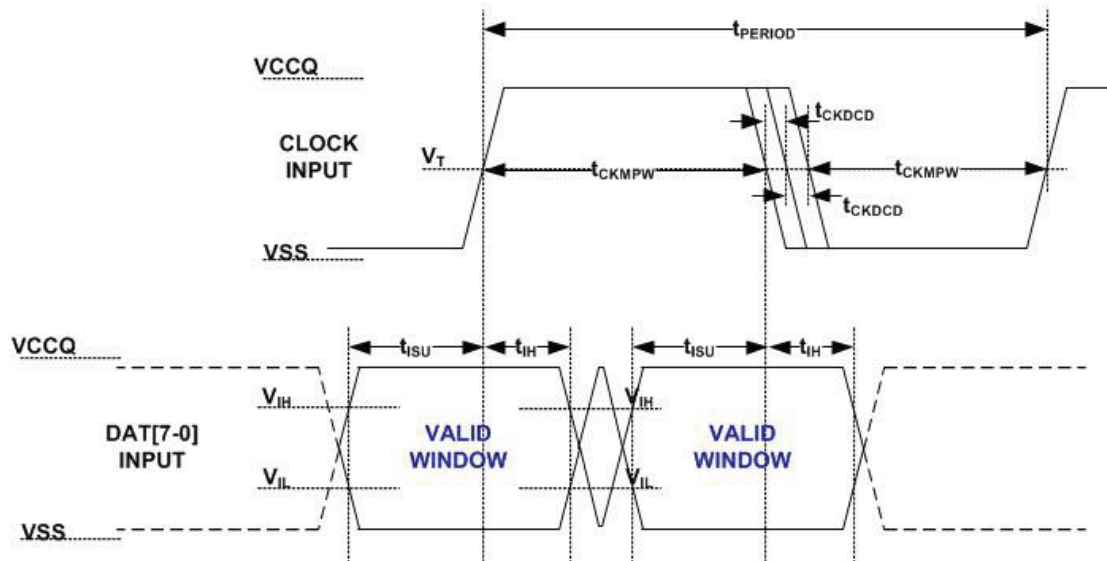 tPERIOD
VCCQ
tCKDCD
CLOCK
INPUT
VT
tCKMPW
tCKMPW
tCKDCD
VSS
VCCQ
tISU
tIH
tISU
tIH
VIH
VIH
DAT[7-0]
INPUT
VALID
WINDOW
VALID
WINDOW
VIL
VIL
VSS